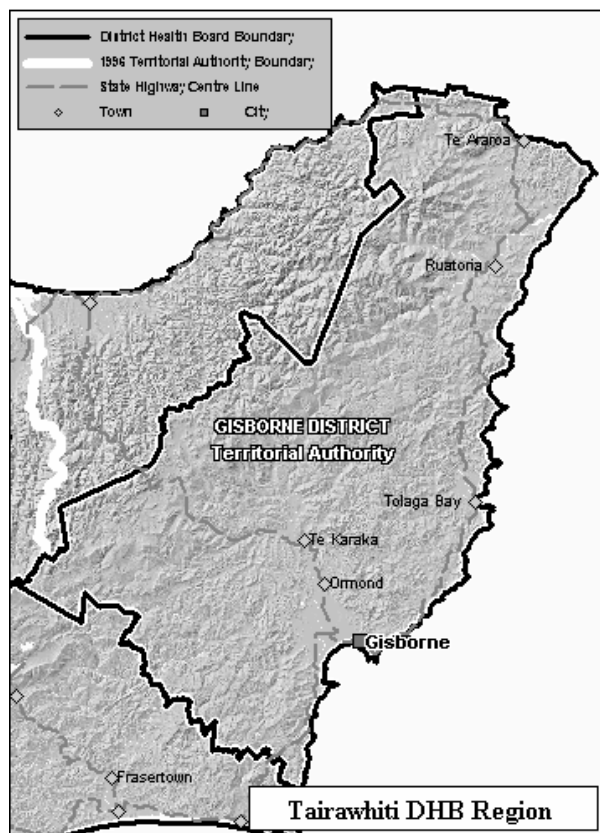 District Health Board Boundary
1996 Territorial Authority Boundary
State Highway Centre Line
Town City
Te Araroa
Ruatoria
GISBORNE DISTRICT
Territorial Authority
Tolaga Bay
Te Karaka
Ormond
Gisborne
Frasertown
Tairawhiti DHB Region